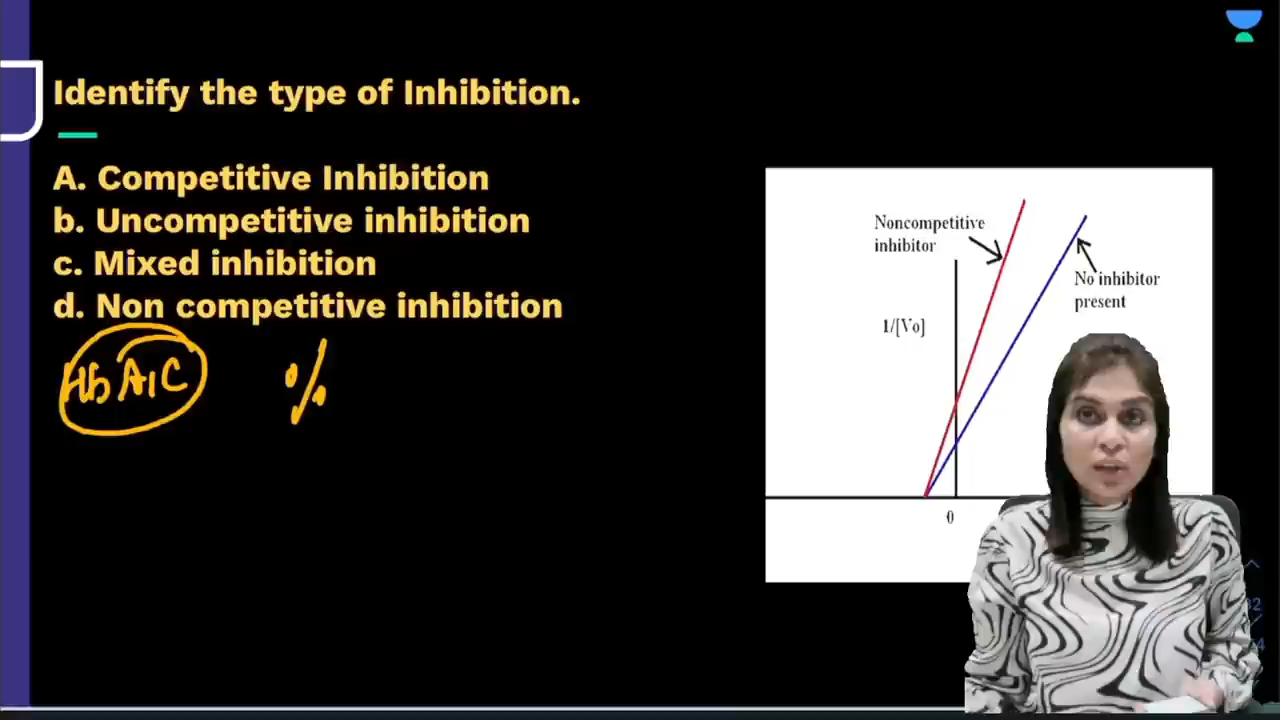 Identify the type of Inhibition.
A. Competitive Inhibition
b. Uncompetitive inhibition
c. Mixed inhibition
d. Non competitive inhibition
HbA1C %
Noncompetitive
inhibitor
No inhibitor
present
1/[Vo]
0